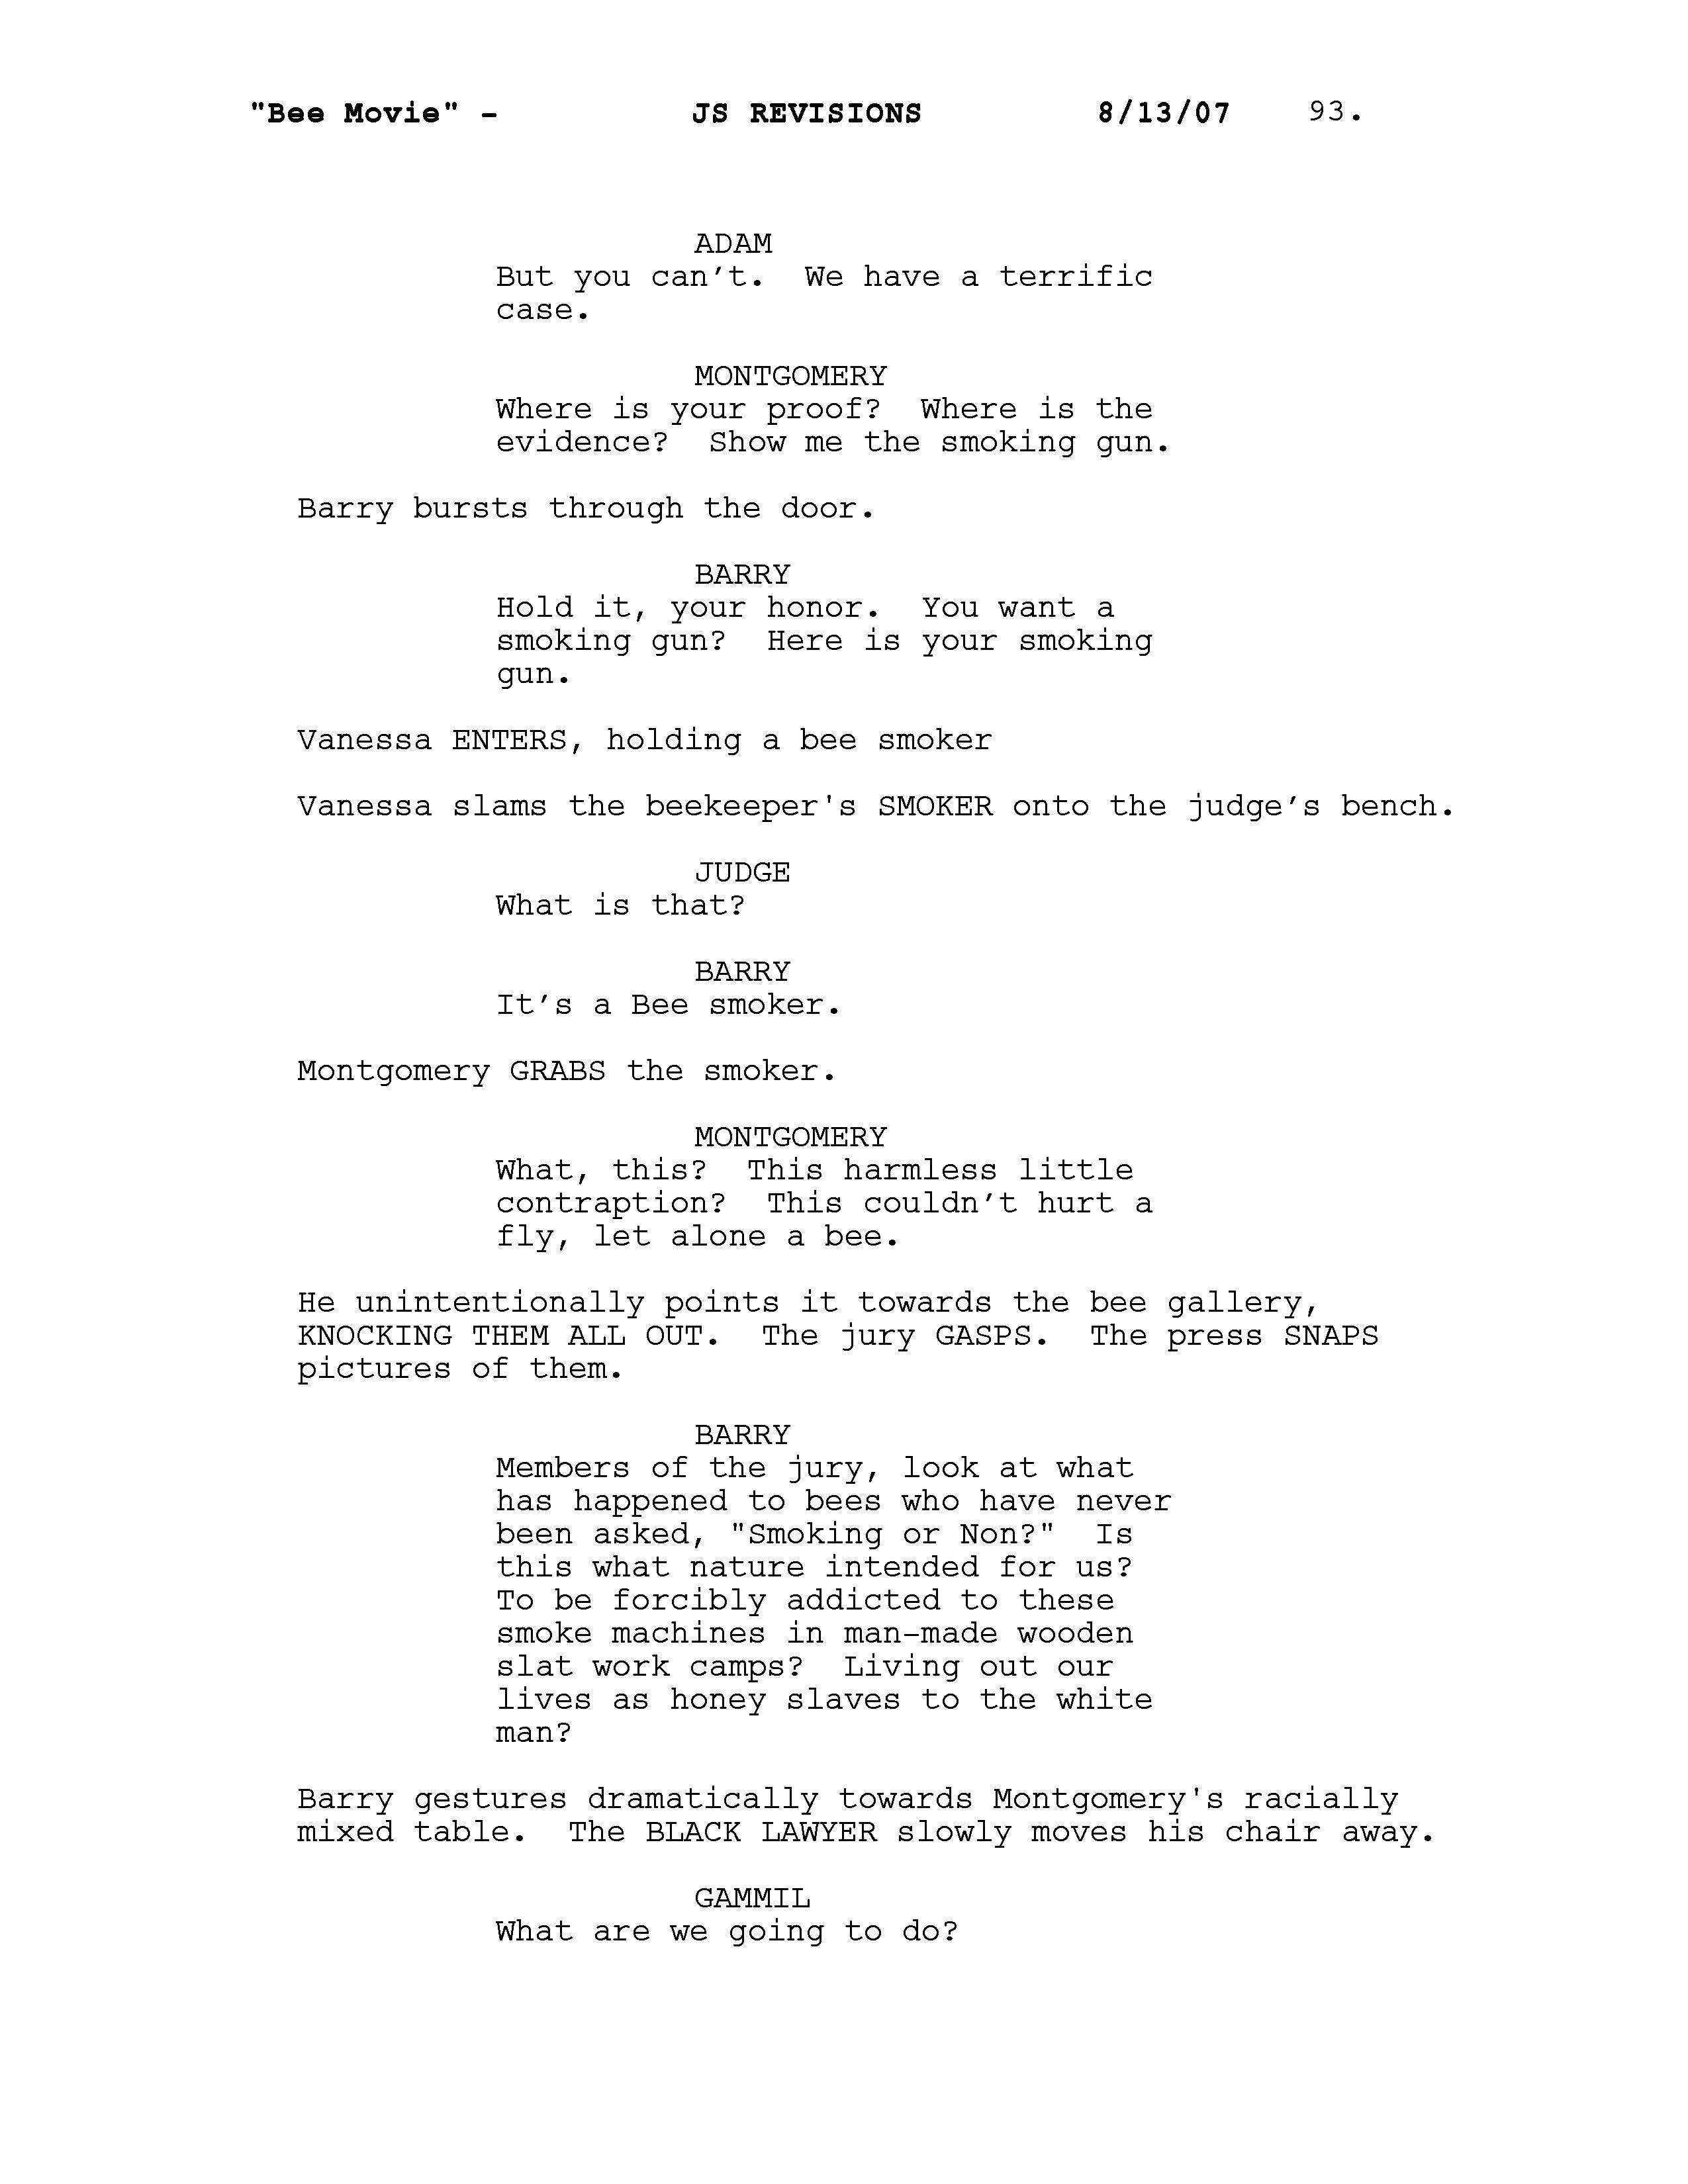 "Bee Movie" - JS REVISIONS 8/13/07 93.
ADAM
But you can’t.  We have a terrific
case.
MONTGOMERY
Where is your proof?  Where is the
evidence?  Show me the smoking gun.
Barry bursts through the door.
BARRY
Hold it, your honor.  You want a
smoking gun?  Here is your smoking
gun.
Vanessa ENTERS, holding a bee smoker
Vanessa slams the beekeeper's SMOKER onto the judge’s bench.
JUDGE
What is that?
BARRY
It’s a Bee smoker.
Montgomery GRABS the smoker.
MONTGOMERY
What, this?  This harmless little
contraption?  This couldn’t hurt a
fly, let alone a bee.
He unintentionally points it towards the bee gallery,
KNOCKING THEM ALL OUT.  The jury GASPS.  The press SNAPS
pictures of them.
BARRY
Members of the jury, look at what
has happened to bees who have never
been asked, "Smoking or Non?"  Is
this what nature intended for us?
To be forcibly addicted to these
smoke machines in man-made wooden
slat work camps?  Living out our
lives as honey slaves to the white
man?
Barry gestures dramatically towards Montgomery's racially
mixed table.  The BLACK LAWYER slowly moves his chair away.
GAMMIL
What are we going to do?